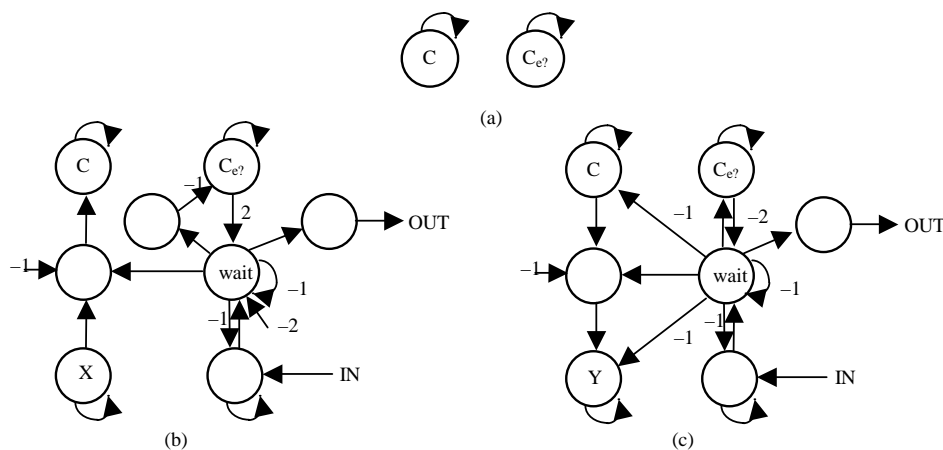 C
Cₑ?
(a)
C
Cₑ?
–1
2
OUT
–1
wait
–1
–1
–2
X
IN
(b)
C
Cₑ?
–1
–2
OUT
–1
wait
–1
–1
–1
Y
IN
(c)